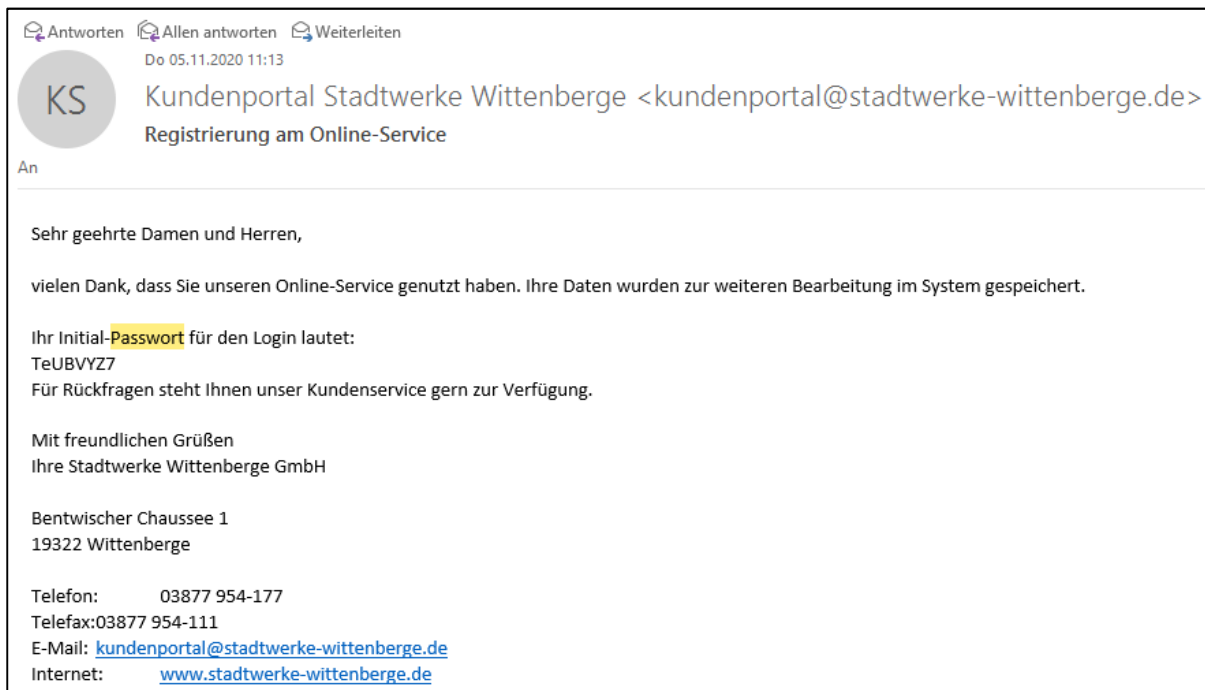 Antworten Allen antworten Weiterleiten
Do 05.11.2020 11:13
KS
Kundenportal Stadtwerke Wittenberge <kundenportal@stadtwerke-wittenberge.de>
Registrierung am Online-Service
An
Sehr geehrte Damen und Herren,
vielen Dank, dass Sie unseren Online-Service genutzt haben. Ihre Daten wurden zur weiteren Bearbeitung im System gespeichert.
Ihr Initial-Passwort für den Login lautet:
TeUBVYZ7
Für Rückfragen steht Ihnen unser Kundenservice gern zur Verfügung.
Mit freundlichen Grüßen
Ihre Stadtwerke Wittenberge GmbH
Bentwischer Chaussee 1
19322 Wittenberge
Telefon: 03877 954-177
Telefax:03877 954-111
E-Mail: kundenportal@stadtwerke-wittenberge.de
Internet: www.stadtwerke-wittenberge.de